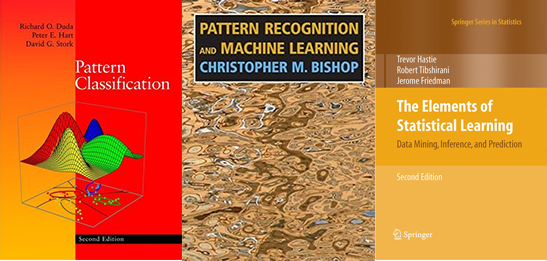 Richard O. Duda
Peter E. Hart
David G. Stork
Pattern
Classification
Second Edition
PATTERN RECOGNITION
AND MACHINE LEARNING
CHRISTOPHER M. BISHOP
Springer Series in Statistics
Trevor Hastie
Robert Tibshirani
Jerome Friedman
The Elements of
Statistical Learning
Data Mining, Inference, and Prediction
Second Edition
Springer